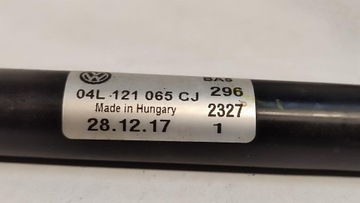 BAS
04L 121 065 CJ 296
Made in Hungary 2327
28.12.17 1